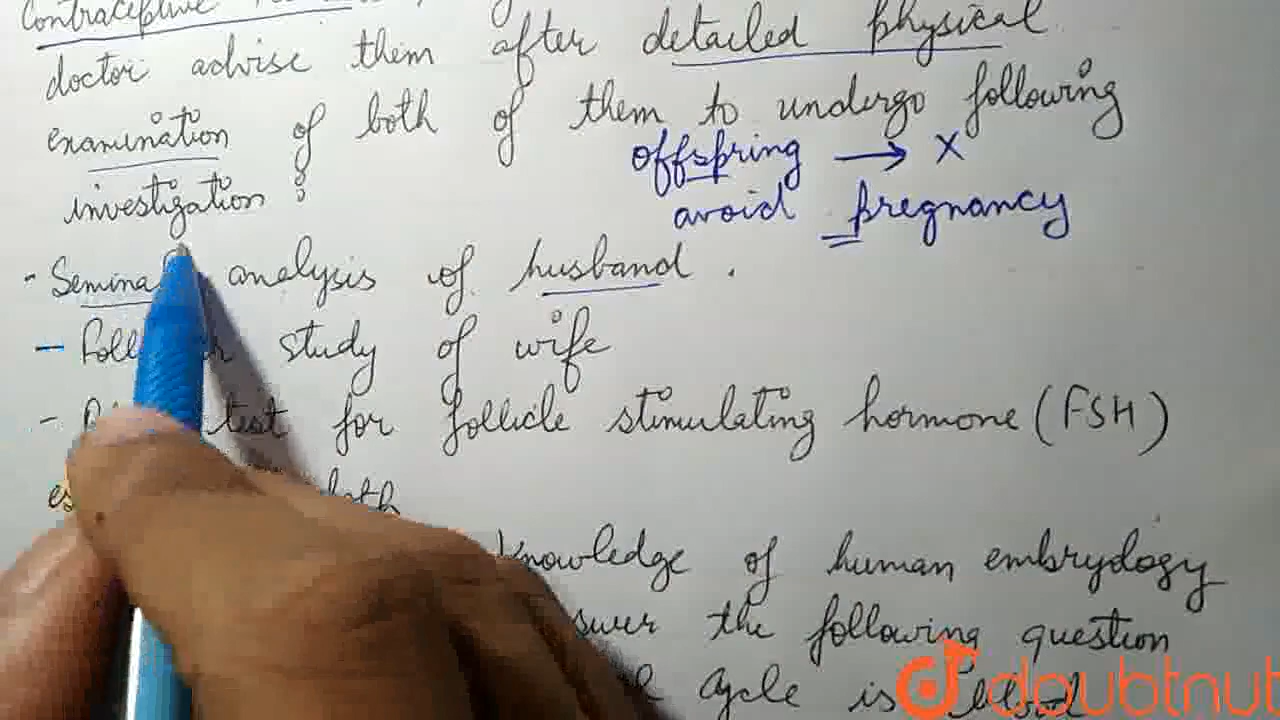 Contraceptive
doctor advise them after detailed physical
examination of both of them to undergo following
offspring → X
investigation :
avoid pregnancy
- analysis of husband .
- study of wife
- test for follicle stimulating hormone (FSH)
both
knowledge of human embryology
the following question
cycle is blood
doubtnut